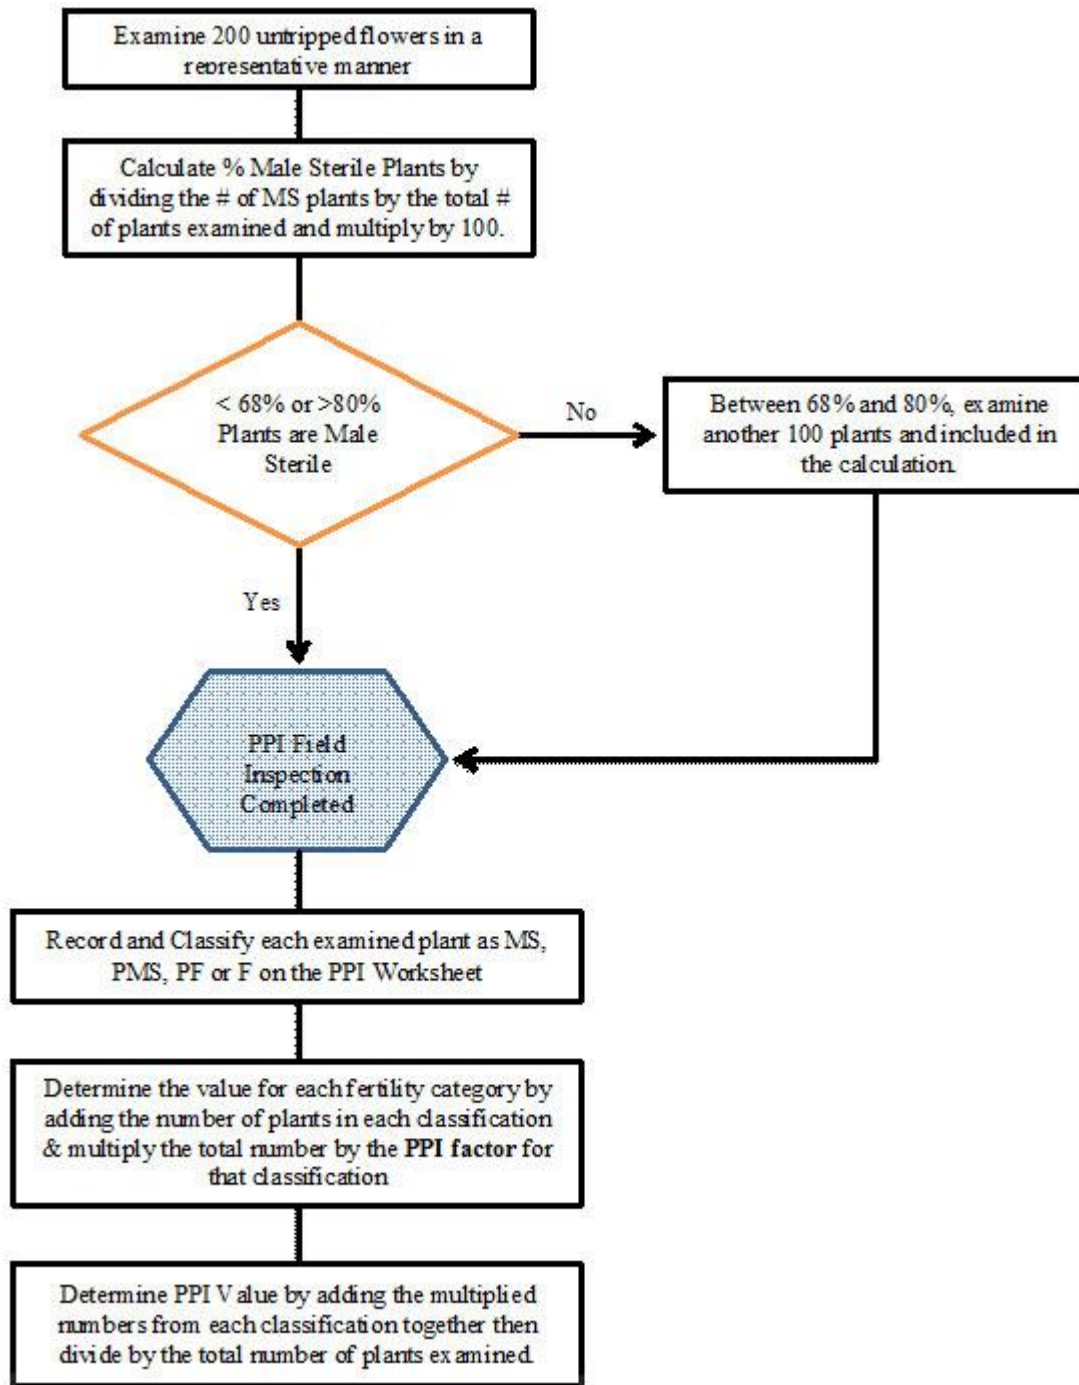 Examine 200 untripped flowers in a
representative manner
Calculate % Male Sterile Plants by
dividing the # of MS plants by the total #
of plants examined and multiply by 100.
< 68% or >80%
Plants are Male
Sterile
No
Between 68% and 80%, examine
another 100 plants and included in
the calculation.
Yes
PPI Field
Inspection
Completed
Record and Classify each examined plant as MS,
PMS, PF or F on the PPI Worksheet
Determine the value for each fertility category by
adding the number of plants in each classification
& multiply the total number by the PPI factor for
that classification
Determine PPI Value by adding the multiplied
numbers from each classification together then
divide by the total number of plants examined.